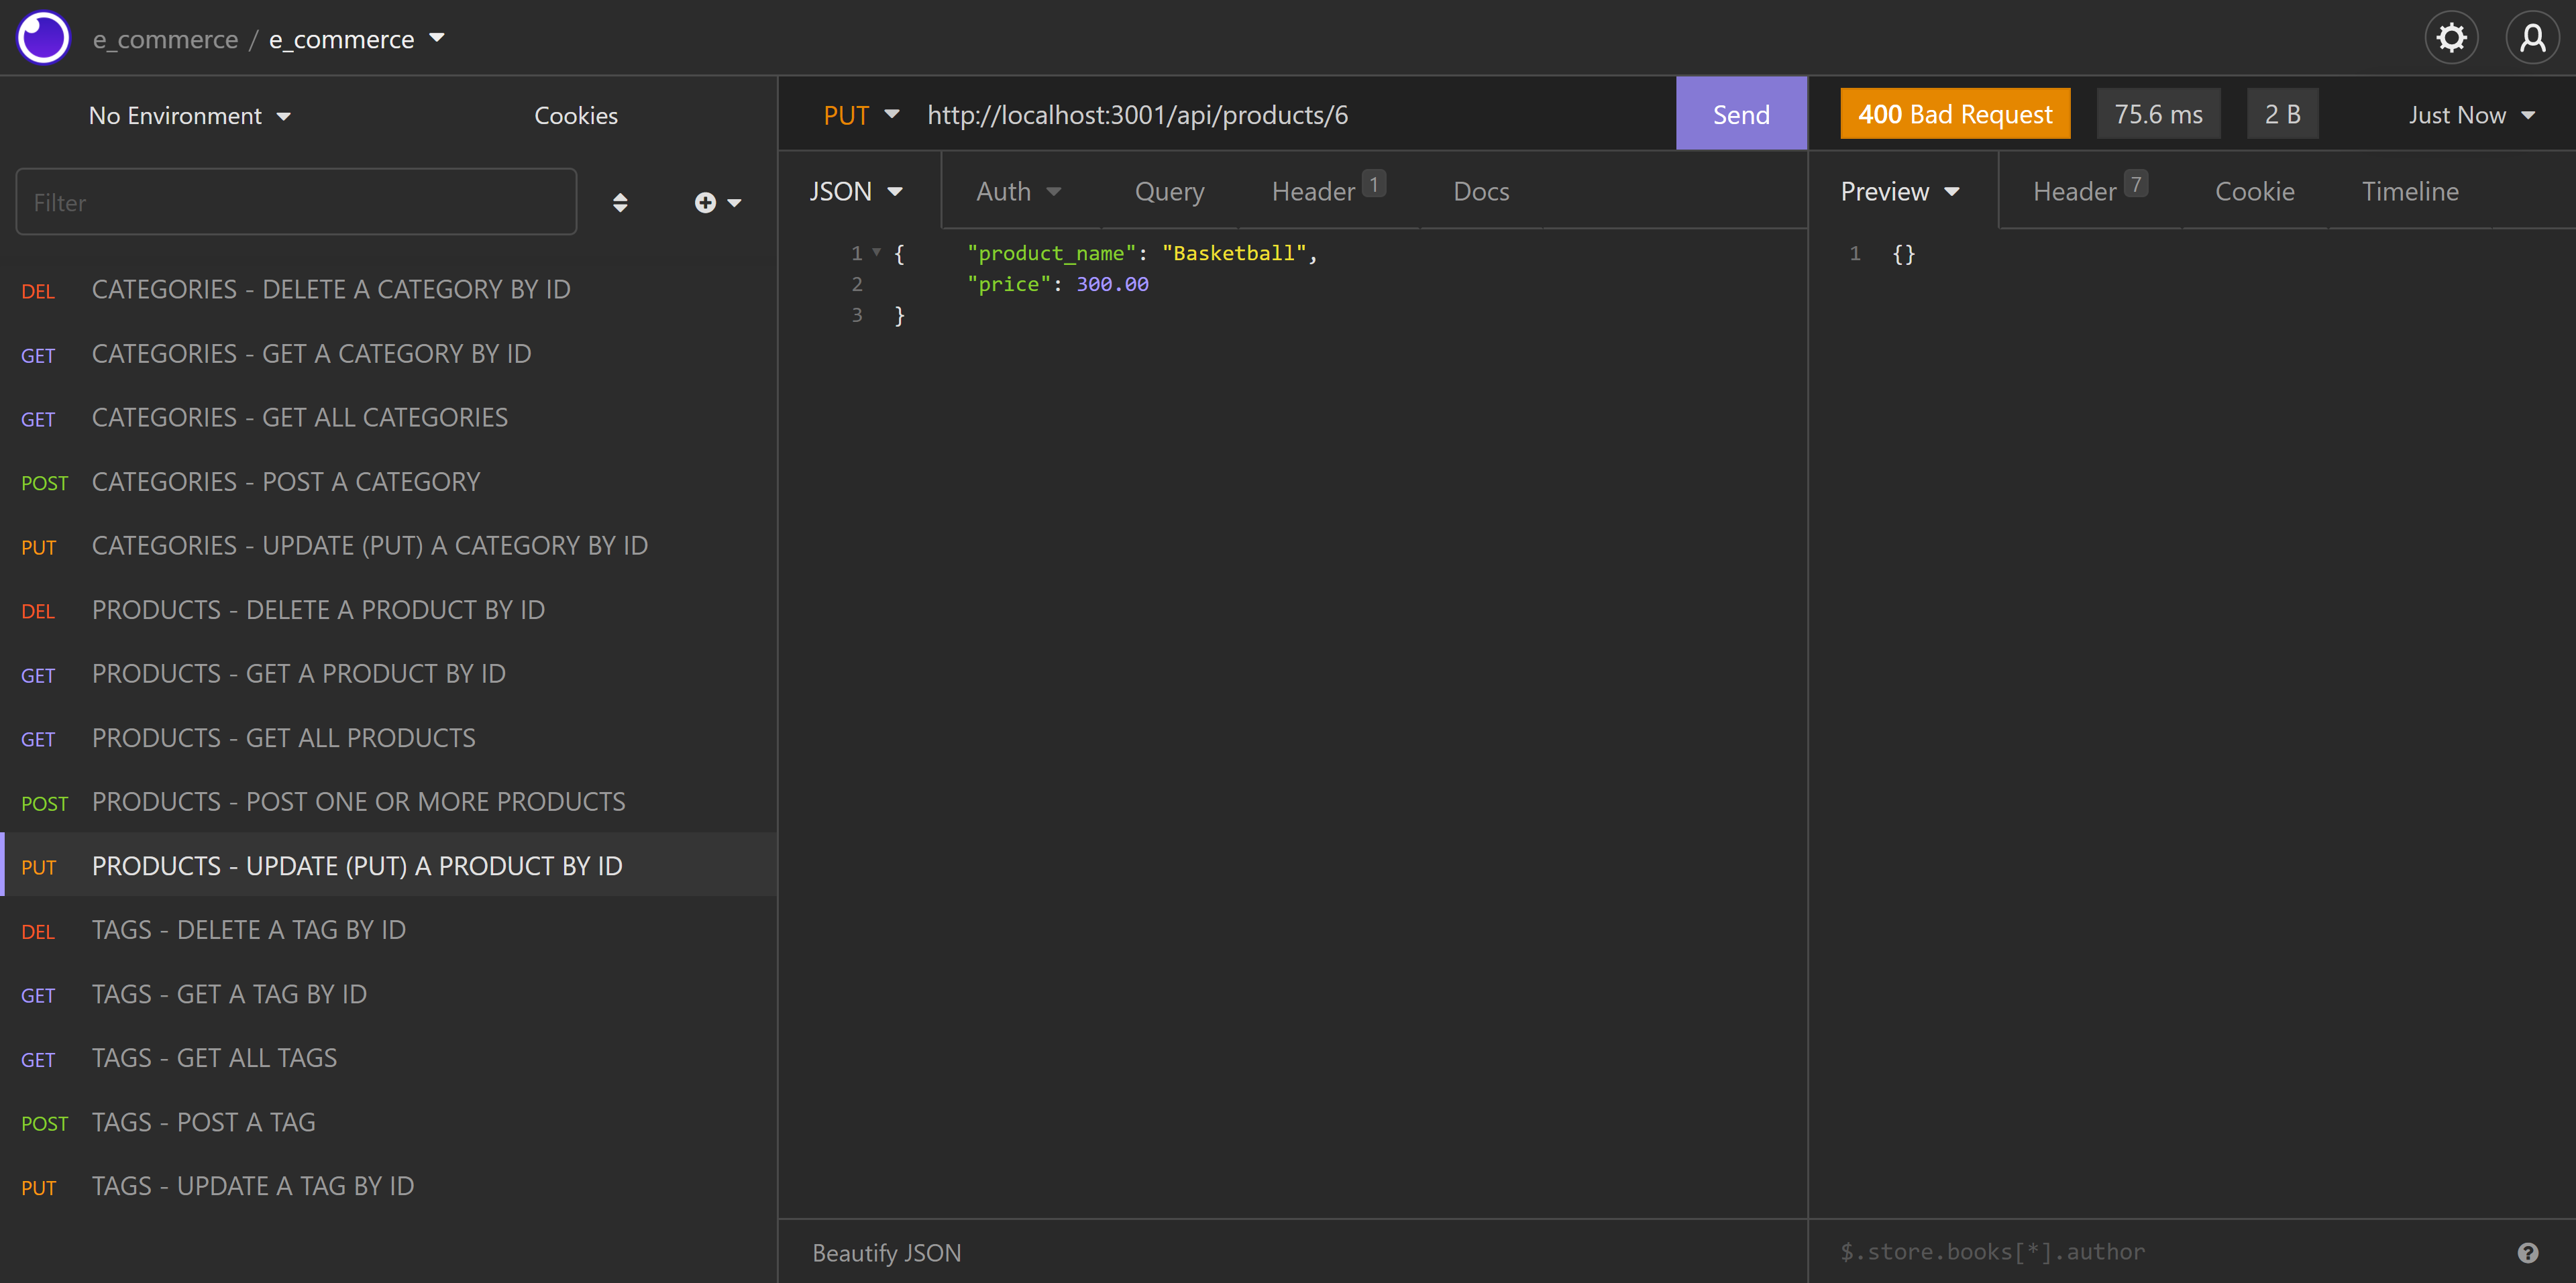 e_commerce / e_commerce
No Environment
Cookies
Filter
DEL CATEGORIES - DELETE A CATEGORY BY ID
GET CATEGORIES - GET A CATEGORY BY ID
GET CATEGORIES - GET ALL CATEGORIES
POST CATEGORIES - POST A CATEGORY
PUT CATEGORIES - UPDATE (PUT) A CATEGORY BY ID
DEL PRODUCTS - DELETE A PRODUCT BY ID
GET PRODUCTS - GET A PRODUCT BY ID
GET PRODUCTS - GET ALL PRODUCTS
POST PRODUCTS - POST ONE OR MORE PRODUCTS
PUT PRODUCTS - UPDATE (PUT) A PRODUCT BY ID
DEL TAGS - DELETE A TAG BY ID
GET TAGS - GET A TAG BY ID
GET TAGS - GET ALL TAGS
POST TAGS - POST A TAG
PUT TAGS - UPDATE A TAG BY ID
PUT http://localhost:3001/api/products/6 Send
JSON Auth Query Header 1 Docs
1 { "product_name": "Basketball",
2 "price": 300.00
3 }
Beautify JSON
400 Bad Request 75.6 ms 2 B Just Now
Preview Header 7 Cookie Timeline
1 {}
$.store.books[*].author